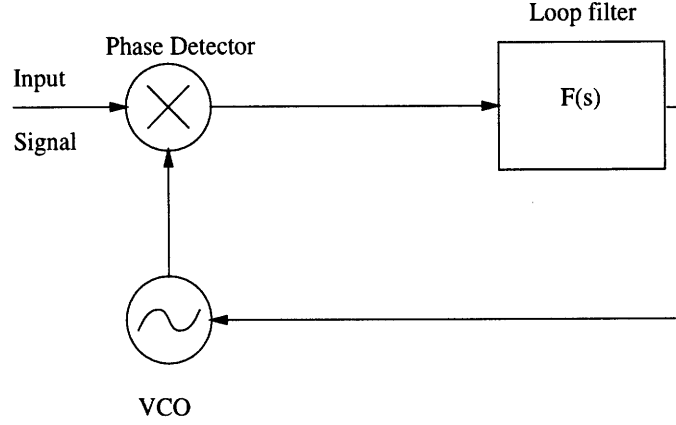 Loop filter
Phase Detector
Input
F(s)
Signal
VCO